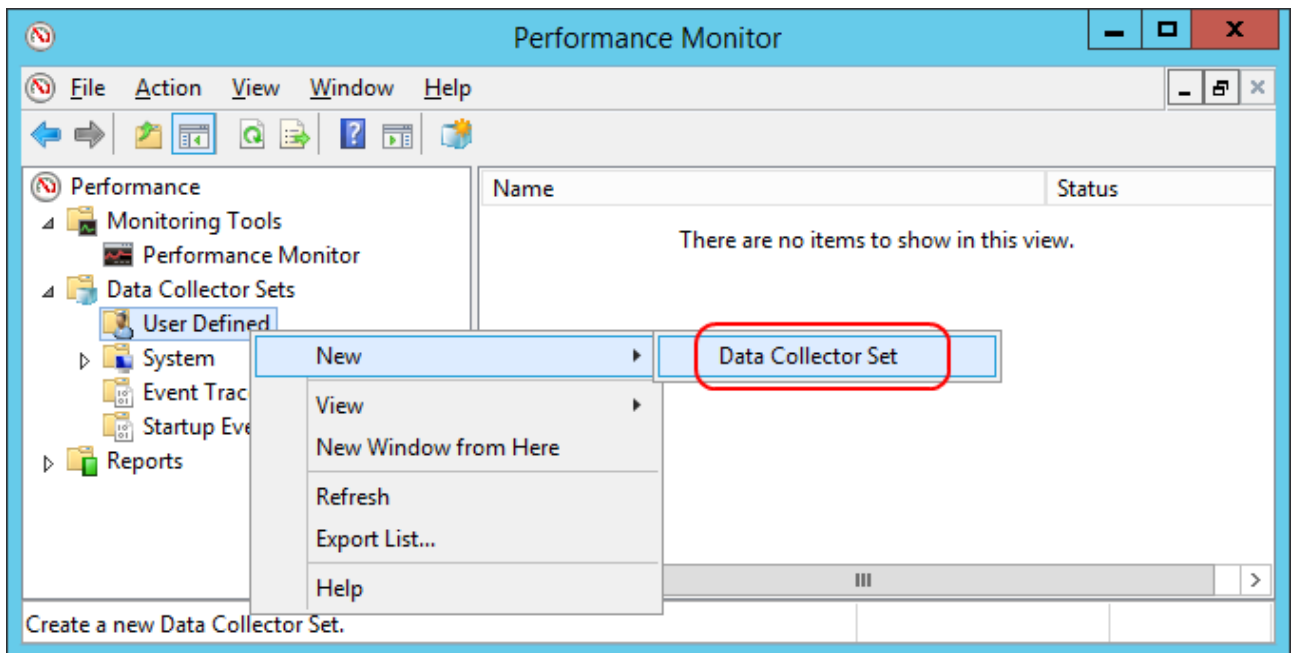 Performance Monitor
File Action View Window Help
Performance
Monitoring Tools
Performance Monitor
Data Collector Sets
User Defined
System
Event Trac
Startup Eve
Reports
Name Status
There are no items to show in this view.
New
View
New Window from Here
Refresh
Export List...
Help
Data Collector Set
Create a new Data Collector Set.